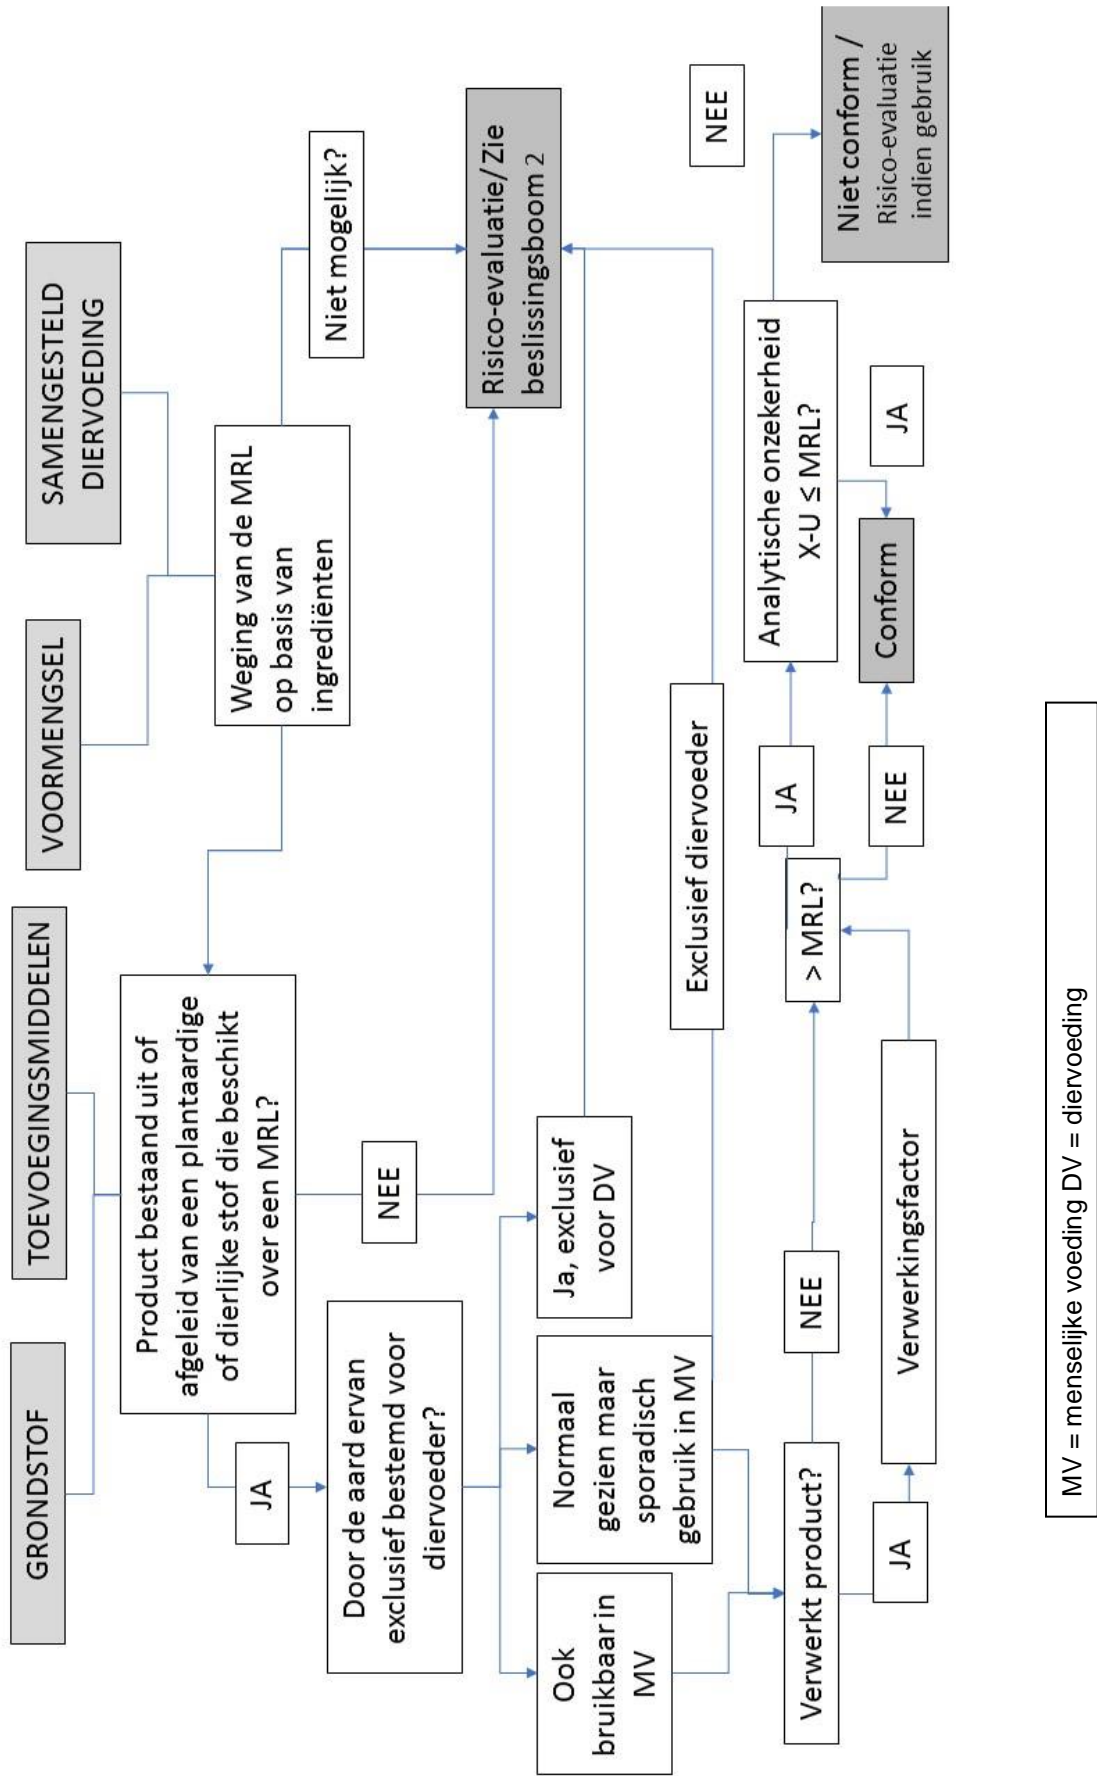 GRONDSTOF
TOEVOEGINGSMIDDELEN
VOORMENGSEL
SAMENGESTELD
DIERVOEDING
Product bestaand uit of
afgeleid van een plantaardige
of dierlijke stof die beschikt
over een MRL?
Weging van de MRL
op basis van
ingrediënten
Niet mogelijk?
JA
NEE
Door de aard ervan
exclusief bestemd voor
diervoeder?
Risico-evaluatie/ Zie
beslissingsboom 2
Ook
bruikbaar in
MV
Normaal
gezien maar
sporadisch
gebruik in MV
Ja, exclusief
voor DV
Exclusief diervoeder
Verwerkt product?
NEE
> MRL?
JA
Analytische onzekerheid
X-U ≤ MRL?
NEE
JA
Verwerkingsfactor
NEE
Conform
JA
Niet conform /
Risico-evaluatie
indien gebruik
MV = menselijke voeding DV = diervoeding